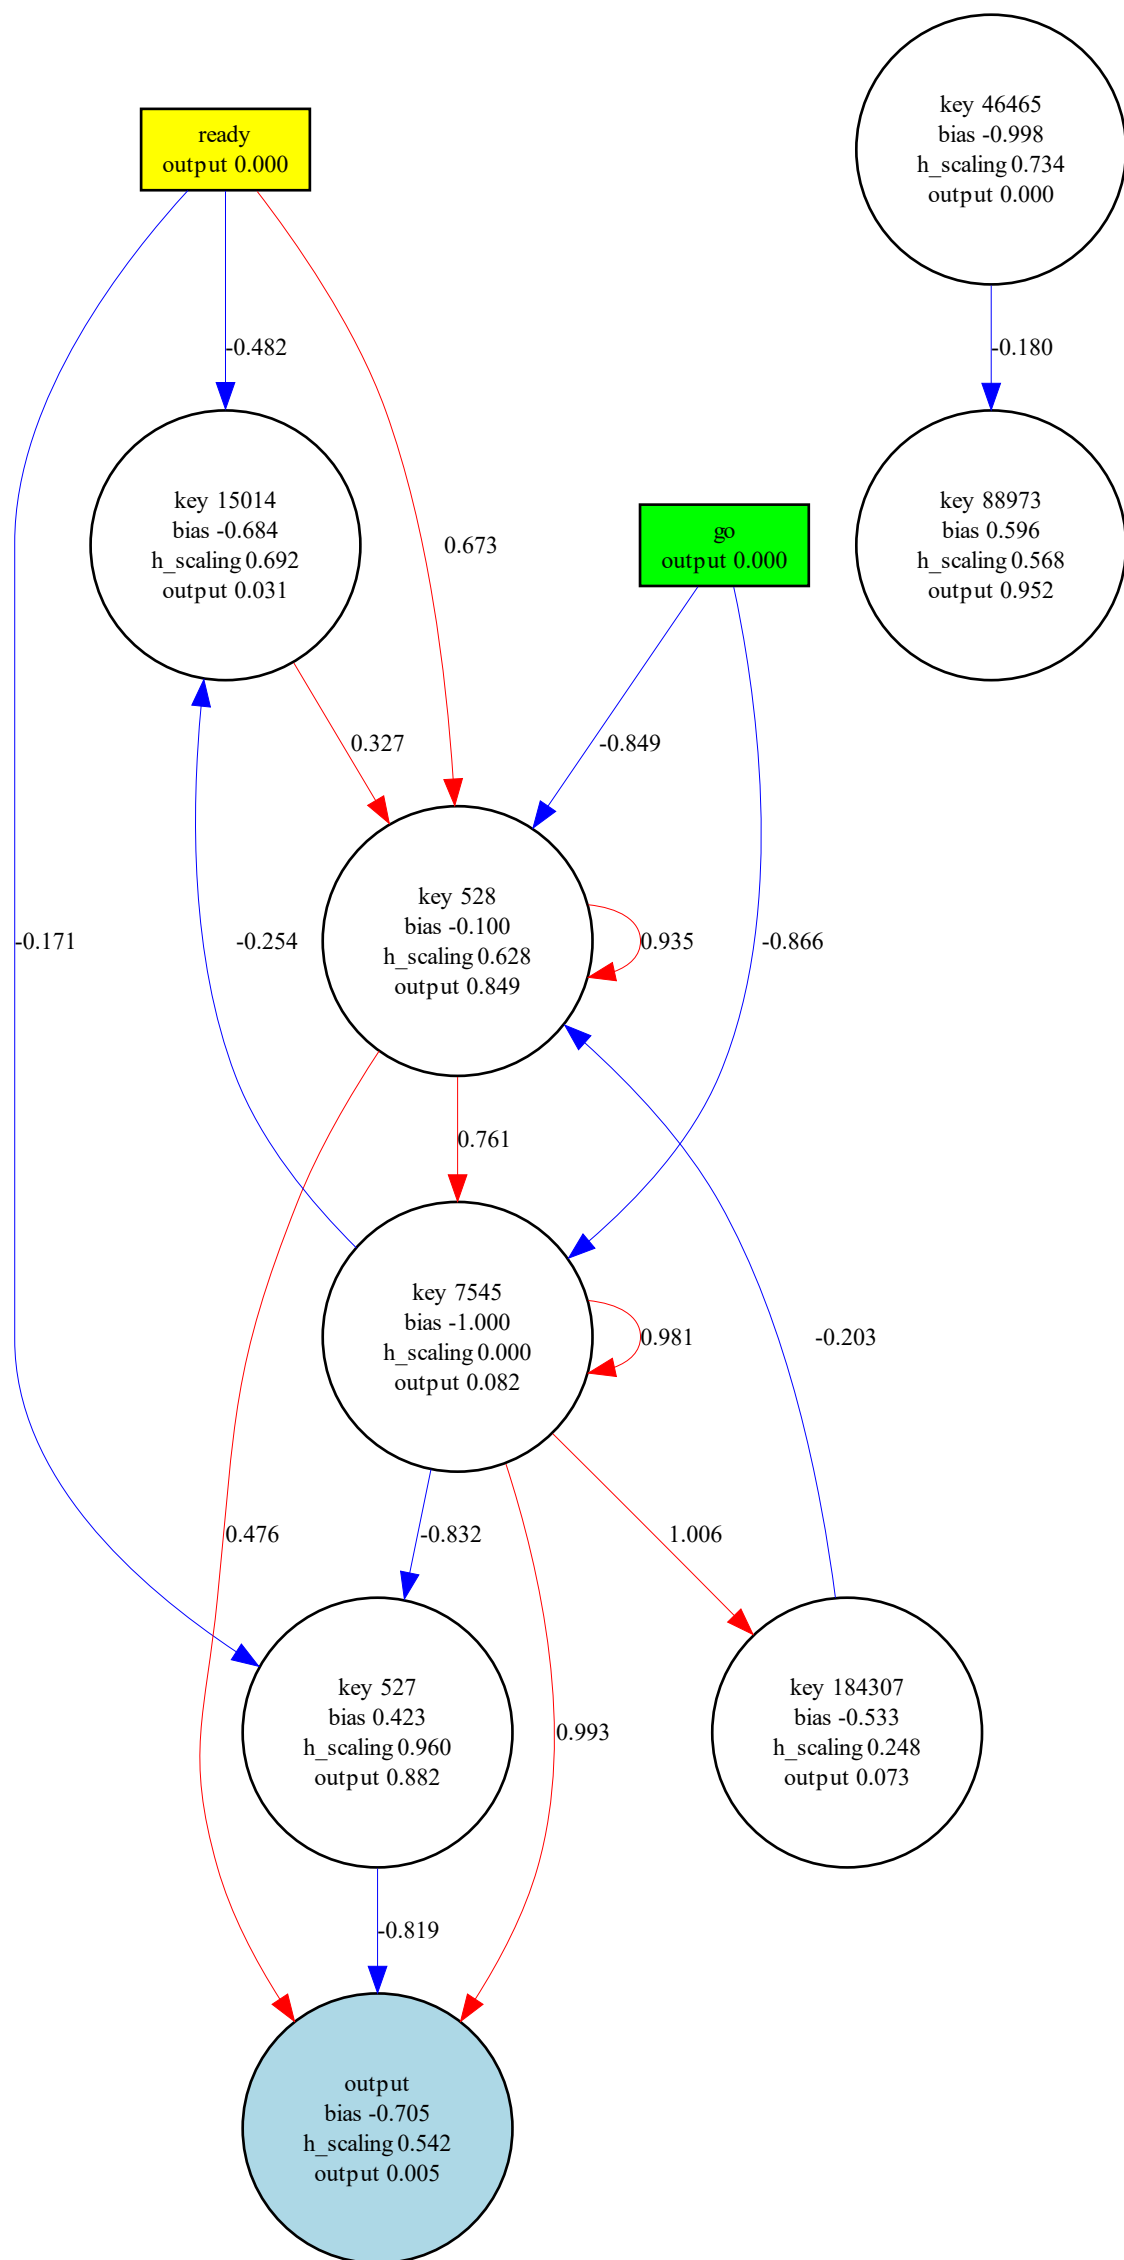 key 46465
bias -0.998
h_scaling 0.734
output 0.000
ready
output 0.000
-0.482
-0.180
key 15014
bias -0.684
h_scaling 0.692
output 0.031
0.673
go
output 0.000
key 88973
bias 0.596
h_scaling 0.568
output 0.952
0.327
-0.849
-0.171
-0.254
key 528
bias -0.100
h_scaling 0.628
output 0.849
0.935
-0.866
0.761
key 7545
bias -1.000
h_scaling 0.000
output 0.082
0.981
-0.203
0.476
-0.832
1.006
key 527
bias 0.423
h_scaling 0.960
output 0.882
0.993
key 184307
bias -0.533
h_scaling 0.248
output 0.073
-0.819
output
bias -0.705
h_scaling 0.542
output 0.005